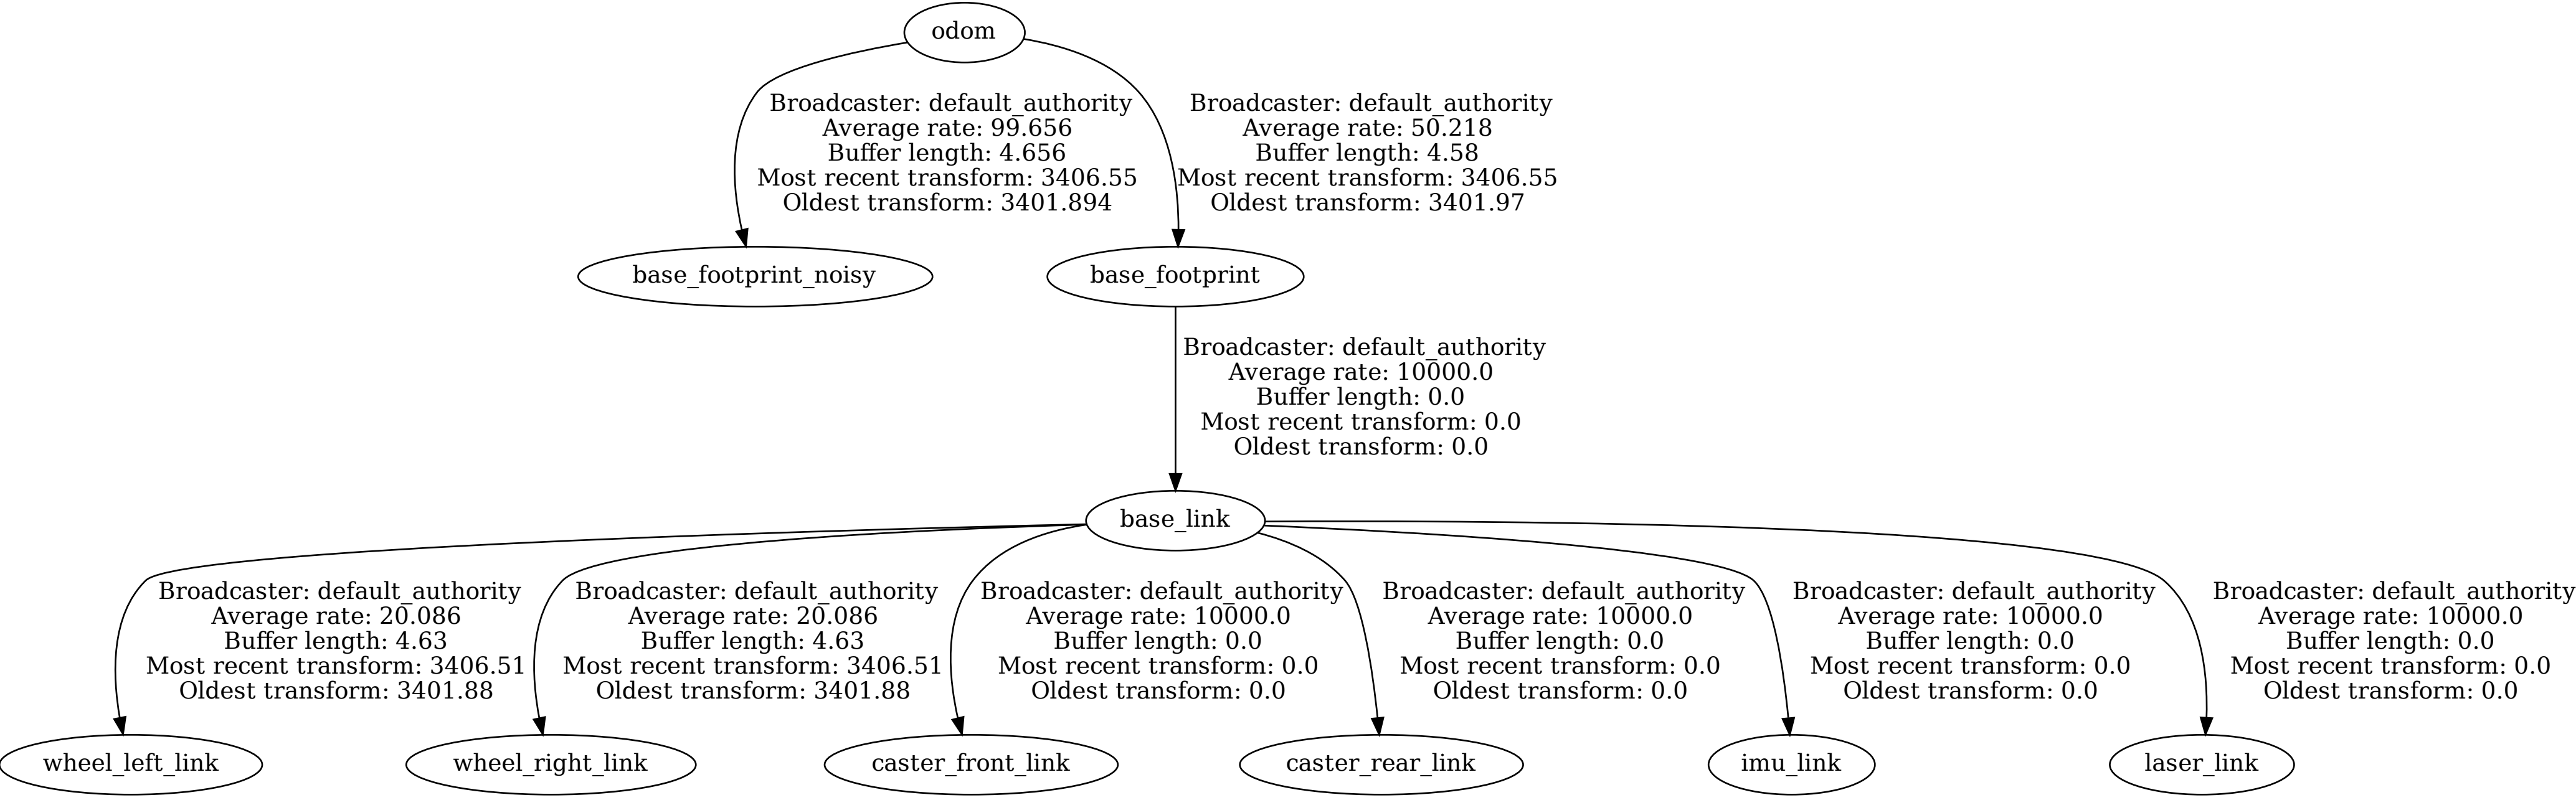 odom
Broadcaster: default_authority
Average rate: 99.656
Buffer length: 4.656
Most recent transform: 3406.55
Oldest transform: 3401.894
Broadcaster: default_authority
Average rate: 50.218
Buffer length: 4.58
Most recent transform: 3406.55
Oldest transform: 3401.97
base_footprint_noisy
base_footprint
Broadcaster: default_authority
Average rate: 10000.0
Buffer length: 0.0
Most recent transform: 0.0
Oldest transform: 0.0
base_link
Broadcaster: default_authority
Average rate: 20.086
Buffer length: 4.63
Most recent transform: 3406.51
Oldest transform: 3401.88
Broadcaster: default_authority
Average rate: 20.086
Buffer length: 4.63
Most recent transform: 3406.51
Oldest transform: 3401.88
Broadcaster: default_authority
Average rate: 10000.0
Buffer length: 0.0
Most recent transform: 0.0
Oldest transform: 0.0
Broadcaster: default_authority
Average rate: 10000.0
Buffer length: 0.0
Most recent transform: 0.0
Oldest transform: 0.0
Broadcaster: default_authority
Average rate: 10000.0
Buffer length: 0.0
Most recent transform: 0.0
Oldest transform: 0.0
Broadcaster: default_authority
Average rate: 10000.0
Buffer length: 0.0
Most recent transform: 0.0
Oldest transform: 0.0
wheel_left_link
wheel_right_link
caster_front_link
caster_rear_link
imu_link
laser_link